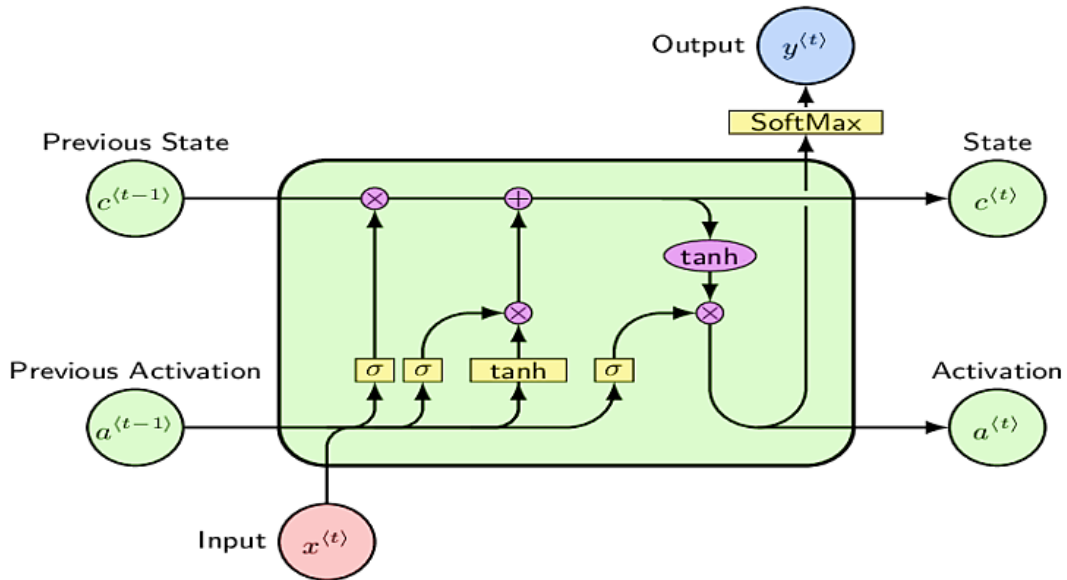 Output y⟨t⟩
SoftMax
Previous State
State
c⟨t−1⟩
×
+
c⟨t⟩
tanh
×
×
Previous Activation
σ
σ
tanh
σ
Activation
a⟨t−1⟩
a⟨t⟩
Input x⟨t⟩